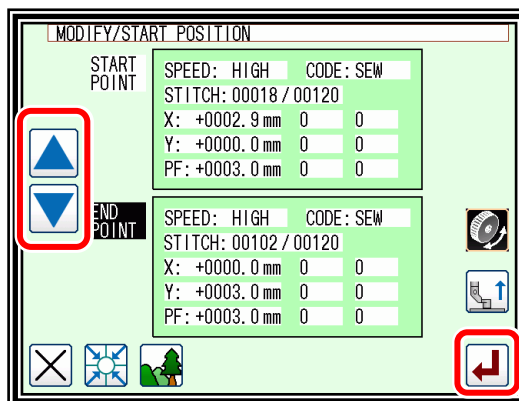 MODIFY/START POSITION
START
POINT
SPEED: HIGH CODE: SEW
STITCH: 00018 / 00120
X: +0002.9 mm 0 0
Y: +0000.0 mm 0 0
PF: +0003.0 mm 0 0
END
POINT
SPEED: HIGH CODE: SEW
STITCH: 00102 / 00120
X: +0000.0 mm 0 0
Y: +0003.0 mm 0 0
PF: +0003.0 mm 0 0